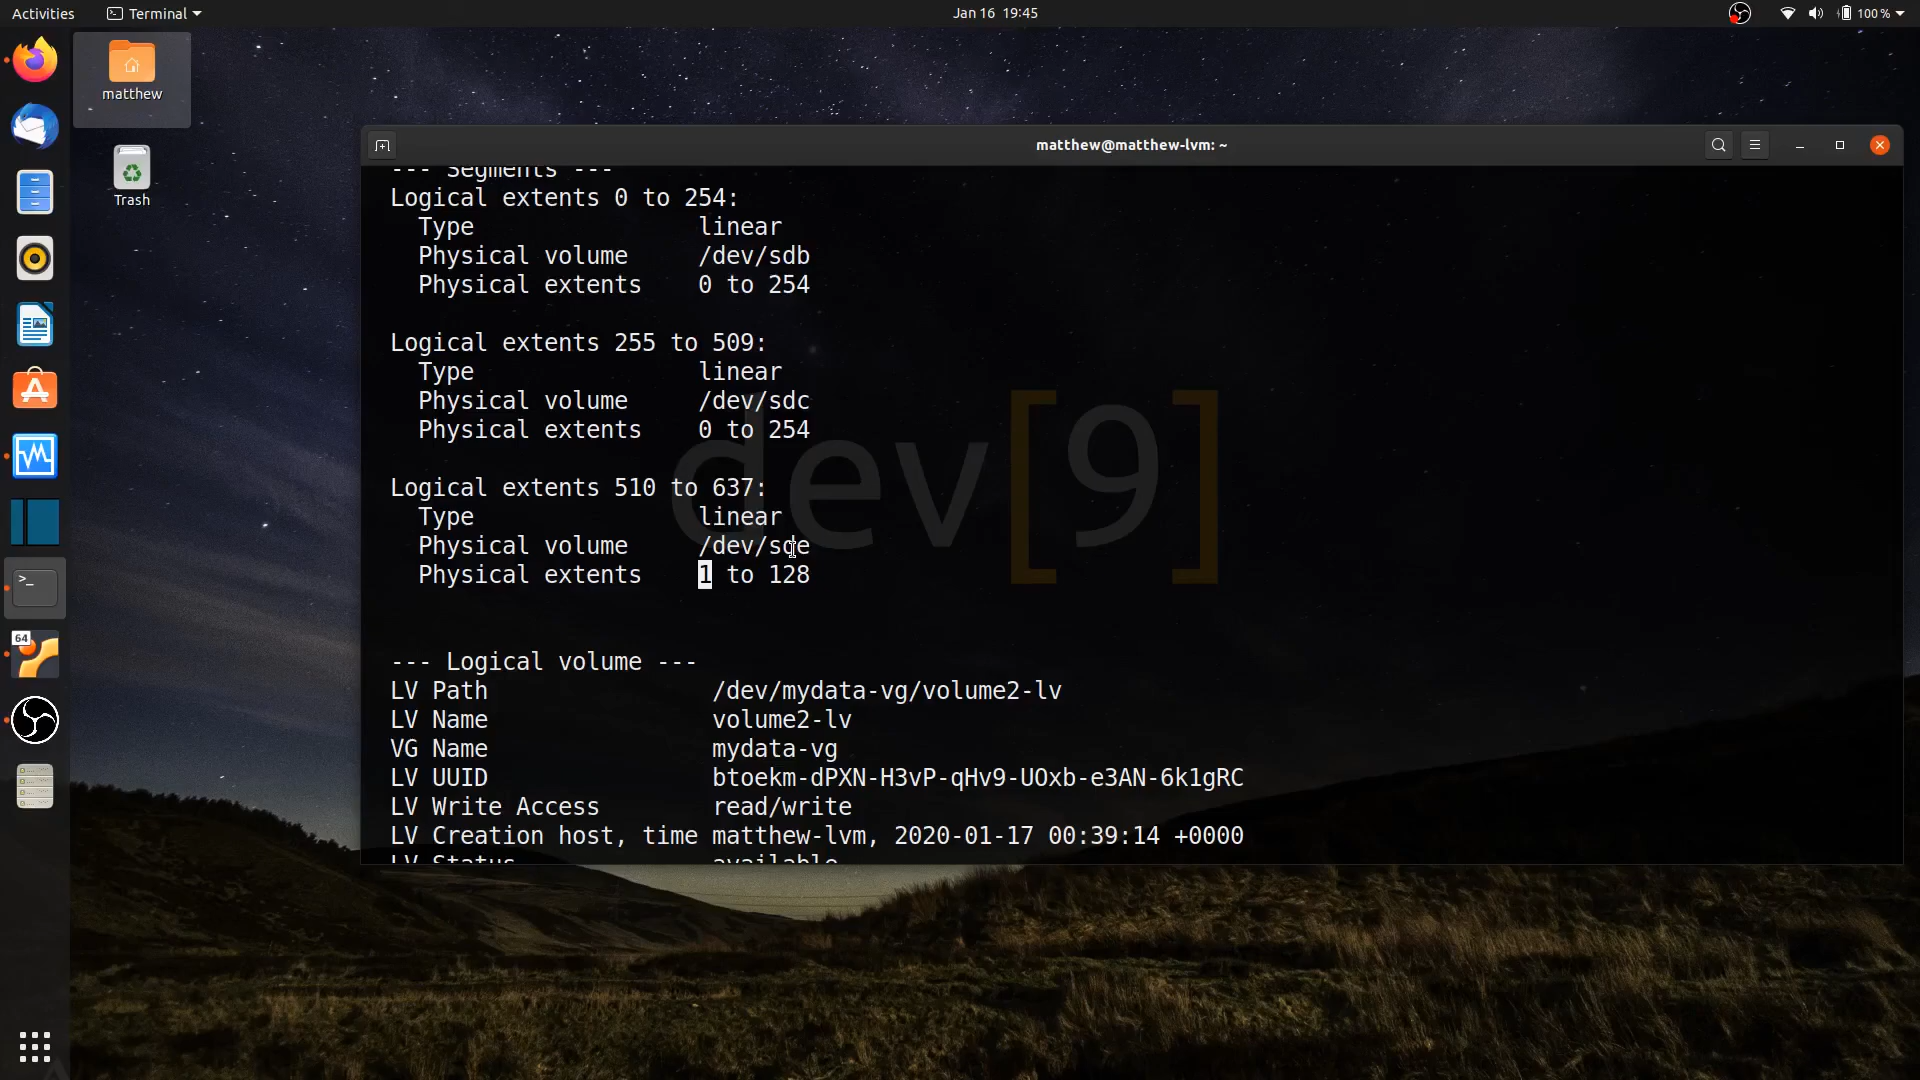 Activities
Terminal
Jan 16 19:45
100 %
matthew
Trash
64
matthew@matthew-lvm: ~
--- Segments ---
Logical extents 0 to 254:
Type linear
Physical volume /dev/sdb
Physical extents 0 to 254
Logical extents 255 to 509:
Type linear
Physical volume /dev/sdc
Physical extents 0 to 254
Logical extents 510 to 637:
Type linear
Physical volume /dev/sde
Physical extents 1 to 128
--- Logical volume ---
LV Path /dev/mydata-vg/volume2-lv
LV Name volume2-lv
VG Name mydata-vg
LV UUID btoekm-dPXN-H3vP-qHv9-UOxb-e3AN-6k1gRC
LV Write Access read/write
LV Creation host, time matthew-lvm, 2020-01-17 00:39:14 +0000
LV Status available
dev[9]